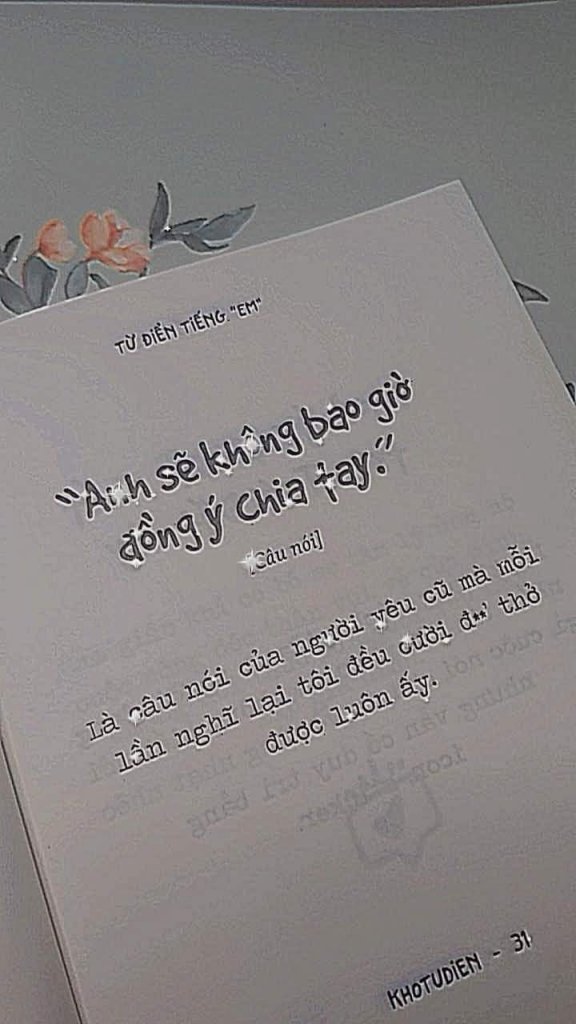 TỪ ĐIỂN TIẾNG "EM"
"Anh sẽ không bao giờ
đồng ý chia tay."
[Câu nói]
Là câu nói của người yêu cũ mà mỗi
lần nghĩ lại tôi đều cười đ**' thở
được luôn ấy.
KHOTUDIEN - 31